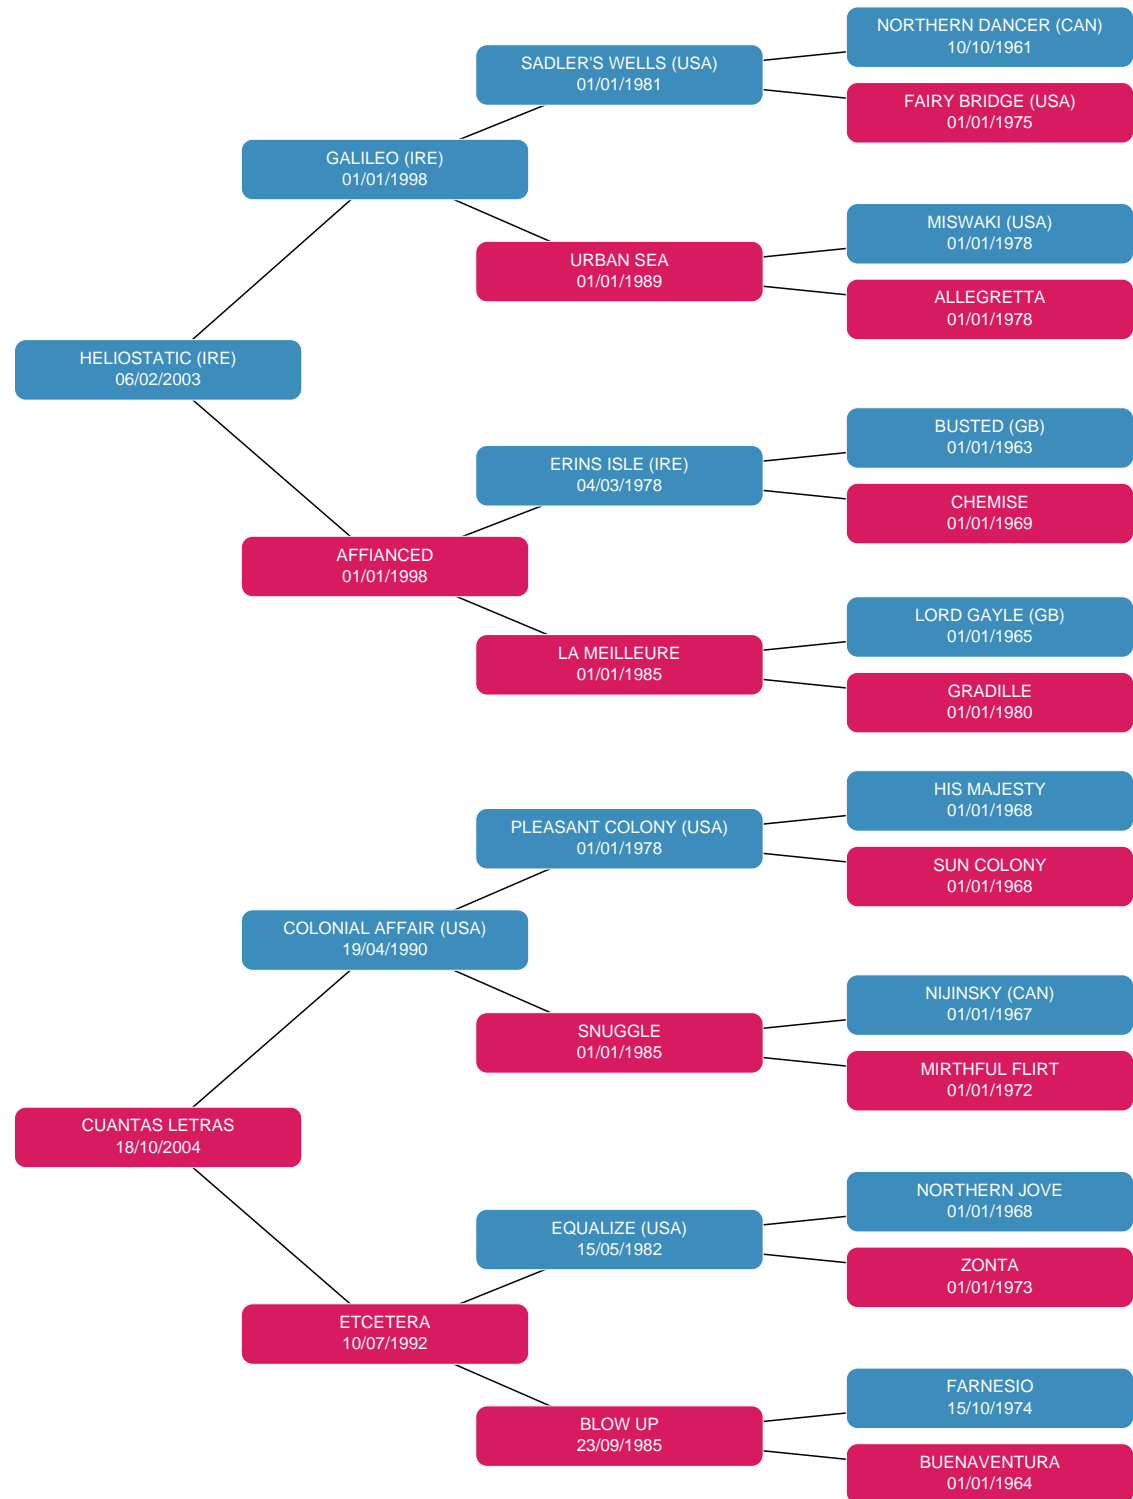 NORTHERN DANCER (CAN)
10/10/1961
SADLER'S WELLS (USA)
01/01/1981
FAIRY BRIDGE (USA)
01/01/1975
GALILEO (IRE)
01/01/1998
MISWAKI (USA)
01/01/1978
URBAN SEA
01/01/1989
ALLEGRETTA
01/01/1978
HELIOSTATIC (IRE)
06/02/2003
BUSTED (GB)
01/01/1963
ERINS ISLE (IRE)
04/03/1978
CHEMISE
01/01/1969
AFFIANCED
01/01/1998
LORD GAYLE (GB)
01/01/1965
LA MEILLEURE
01/01/1985
GRADILLE
01/01/1980
HIS MAJESTY
01/01/1968
PLEASANT COLONY (USA)
01/01/1978
SUN COLONY
01/01/1968
COLONIAL AFFAIR (USA)
19/04/1990
NIJINSKY (CAN)
01/01/1967
SNUGGLE
01/01/1985
MIRTHFUL FLIRT
01/01/1972
CUANTAS LETRAS
18/10/2004
NORTHERN JOVE
01/01/1968
EQUALIZE (USA)
15/05/1982
ZONTA
01/01/1973
ETCETERA
10/07/1992
FARNESIO
15/10/1974
BLOW UP
23/09/1985
BUENAVENTURA
01/01/1964